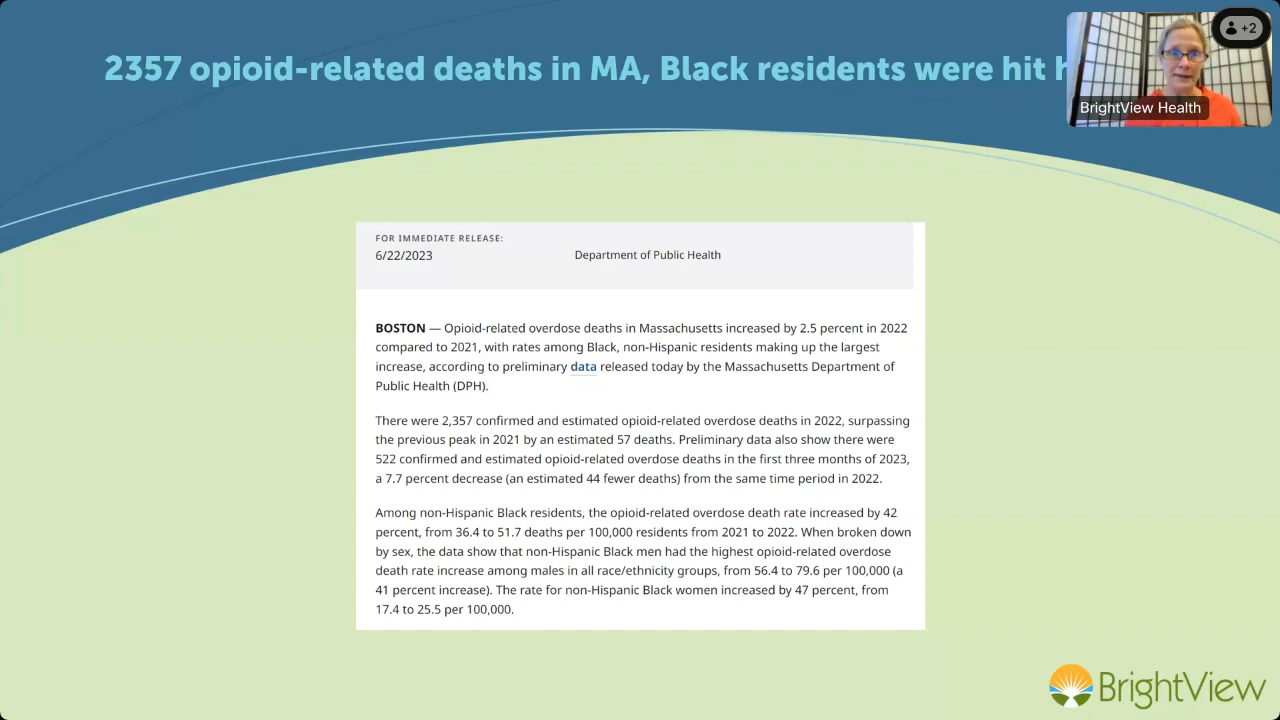 2357 opioid-related deaths in MA, Black residents were hit
+2
BrightView Health
FOR IMMEDIATE RELEASE:
6/22/2023
Department of Public Health
BOSTON — Opioid-related overdose deaths in Massachusetts increased by 2.5 percent in 2022
compared to 2021, with rates among Black, non-Hispanic residents making up the largest
increase, according to preliminary data released today by the Massachusetts Department of
Public Health (DPH).
There were 2,357 confirmed and estimated opioid-related overdose deaths in 2022, surpassing
the previous peak in 2021 by an estimated 57 deaths. Preliminary data also show there were
522 confirmed and estimated opioid-related overdose deaths in the first three months of 2023,
a 7.7 percent decrease (an estimated 44 fewer deaths) from the same time period in 2022.
Among non-Hispanic Black residents, the opioid-related overdose death rate increased by 42
percent, from 36.4 to 51.7 deaths per 100,000 residents from 2021 to 2022. When broken down
by sex, the data show that non-Hispanic Black men had the highest opioid-related overdose
death rate increase among males in all race/ethnicity groups, from 56.4 to 79.6 per 100,000 (a
41 percent increase). The rate for non-Hispanic Black women increased by 47 percent, from
17.4 to 25.5 per 100,000.
BrightView